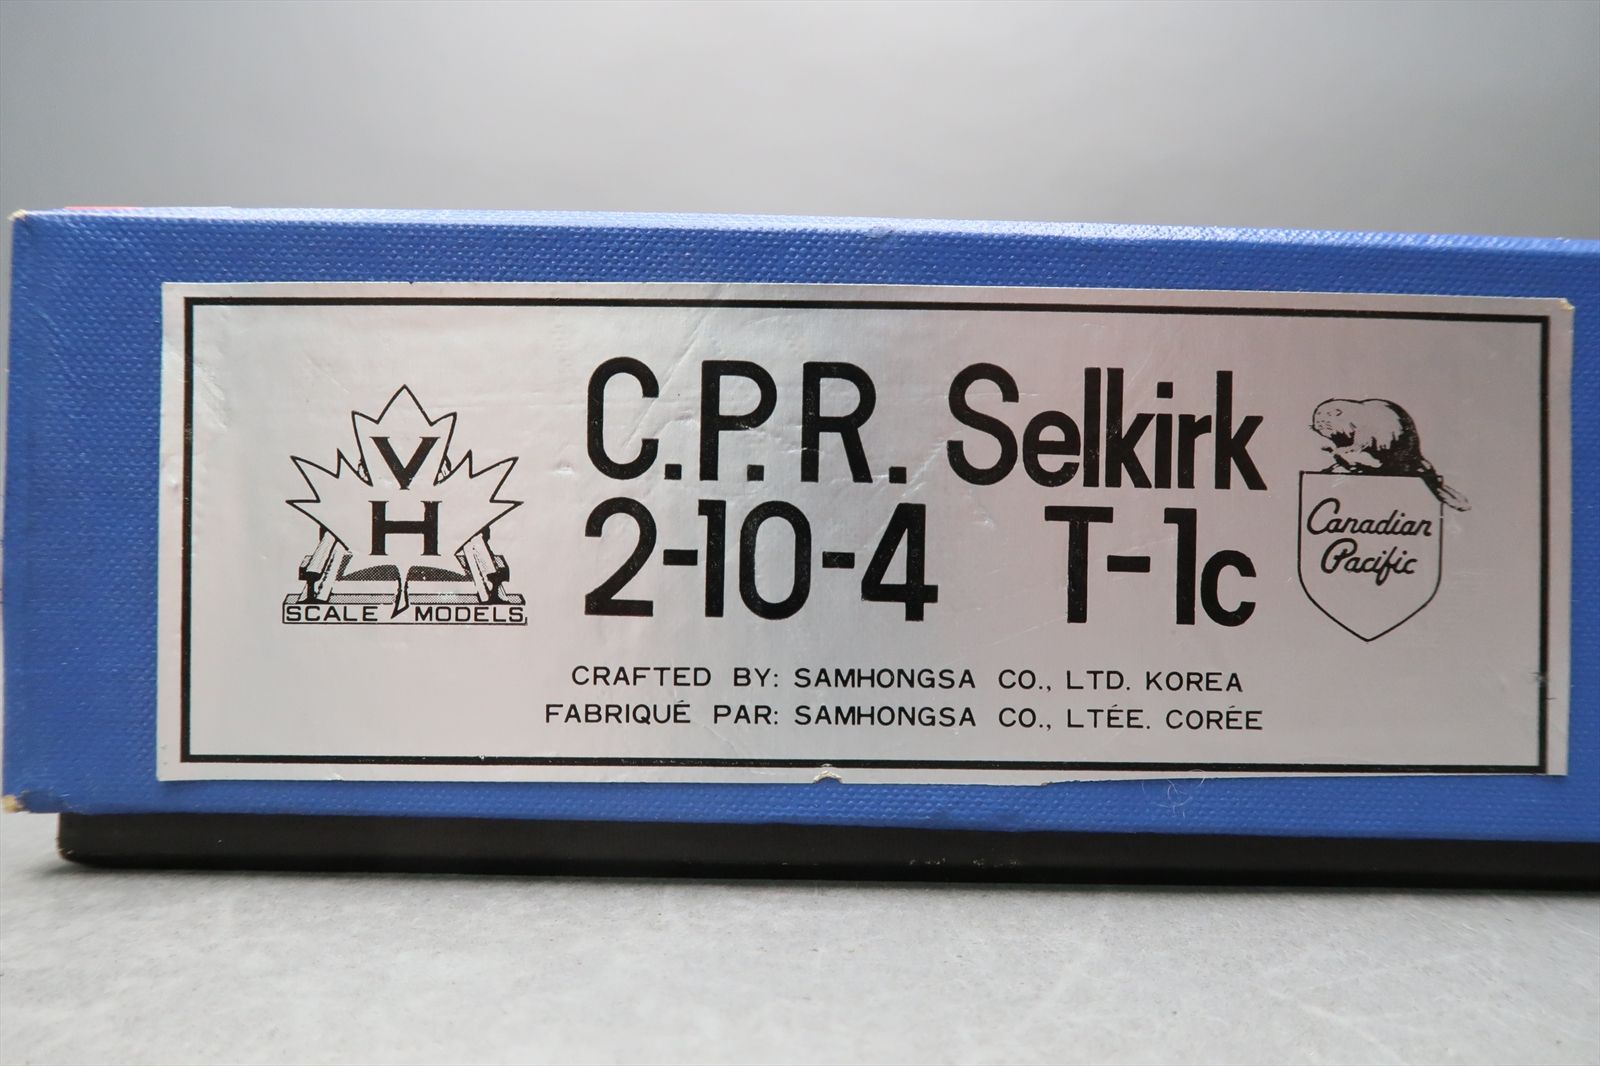 V
H
SCALE MODELS
C.P.R. Selkirk
2-10-4 T-1c
Canadian
Pacific
CRAFTED BY: SAMHONGSA CO., LTD. KOREA
FABRIQUÉ PAR: SAMHONGSA CO., LTÉE. CORÉE